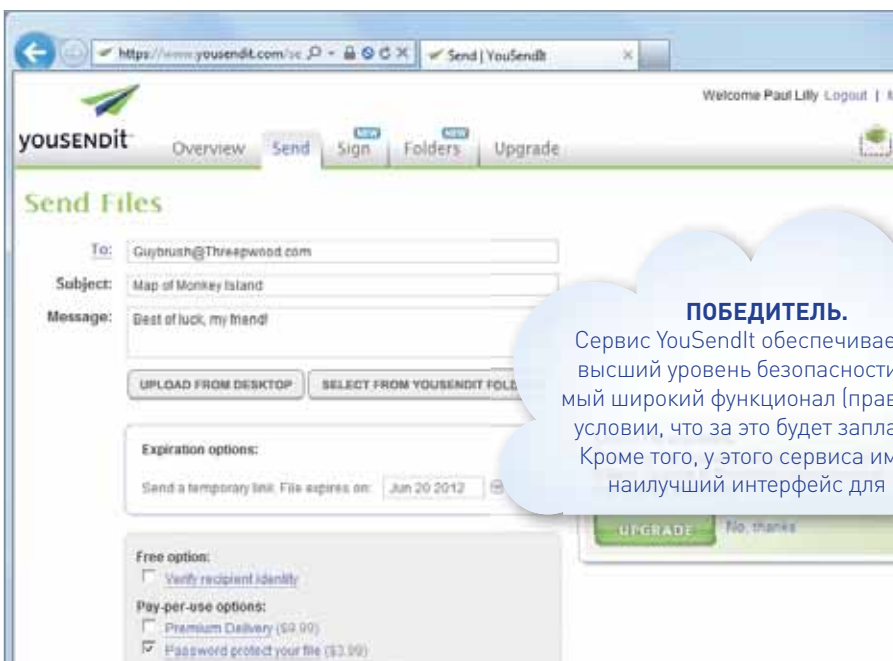 https://www.yousendit.com/se
Send | YouSendIt
Welcome Paul Lilly Logout |
yousendit
Overview
Send
NEW
Sign
NEW
Folders
Upgrade
Send Files
To: Guybrush@Threepwood.com
Subject: Map of Monkey Island
Message: Best of luck, my friend!
UPLOAD FROM DESKTOP
SELECT FROM YOUSENDIT FOLD
Expiration options:
Send a temporary link. File expires on: Jun 20 2012
Free option:
Verify recipient identity
Pay-per-use options:
Premium Delivery ($9.99)
Password protect your file ($3.99)
ПОБЕДИТЕЛЬ.
Сервис YouSendIt обеспечивае
высший уровень безопасности
мый широкий функционал (прав
условии, что за это будет запла
Кроме того, у этого сервиса им
наилучший интерфейс для
UPGRADE
No, thanks